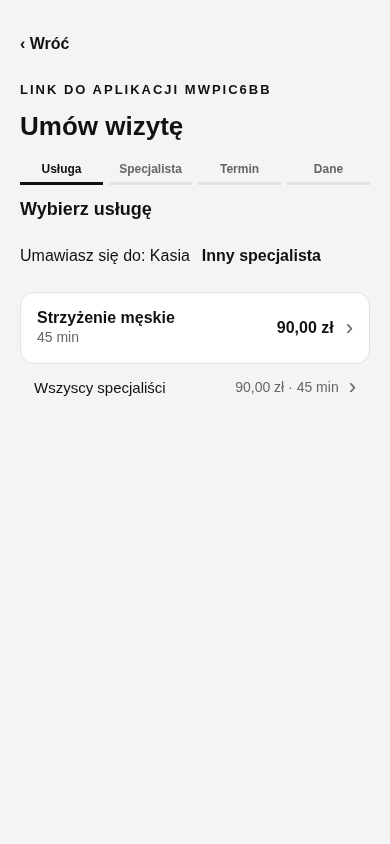 ‹ Wróć
LINK DO APLIKACJI MWPIC6BB
Umów wizytę
Usługa Specjalista Termin Dane
Wybierz usługę
Umawiasz się do: Kasia Inny specjalista
Strzyżenie męskie
45 min
90,00 zł ›
Wszyscy specjaliści 90,00 zł · 45 min ›